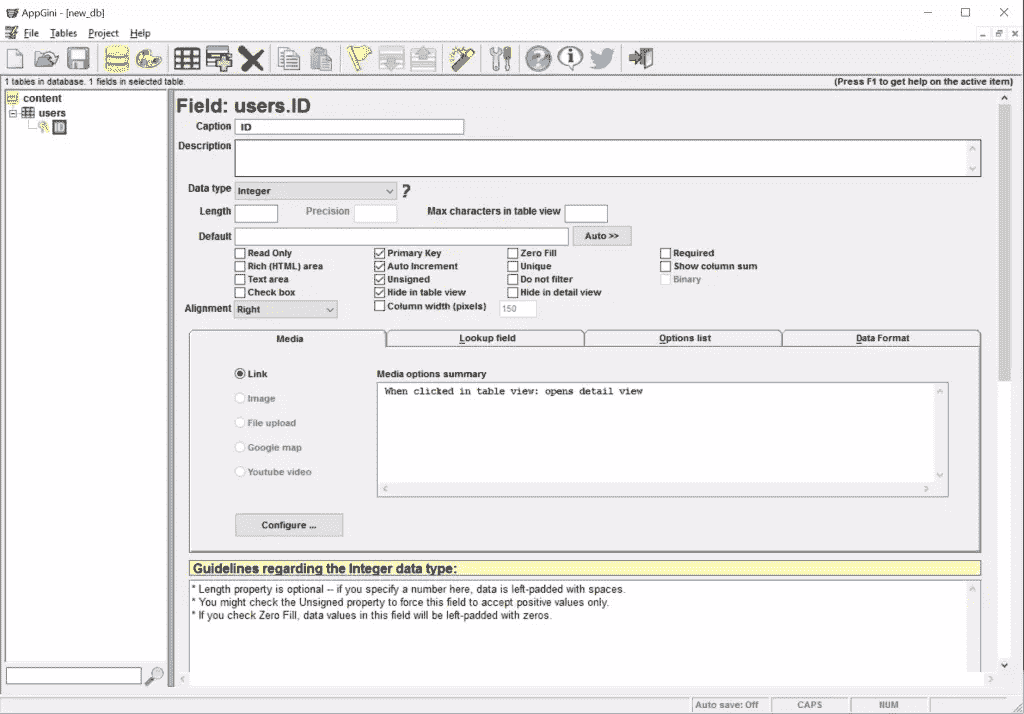 AppGini - [new_db]
File Tables Project Help
1 tables in database. 1 fields in selected table. (Press F1 to get help on the active item)
content
users
ID
Field: users.ID
Caption ID
Description
Data type Integer ?
Length Precision Max characters in table view
Default Auto >>
Read Only Primary Key Zero Fill Required
Rich (HTML) area Auto Increment Unique Show column sum
Text area Unsigned Do not filter Binary
Check box Hide in table view Hide in detail view
Alignment Right Column width (pixels) 150
Media Lookup field Options list Data Format
Link Media options summary
When clicked in table view: opens detail view
Image
File upload
Google map
Youtube video
Configure ...
Guidelines regarding the Integer data type:
* Length property is optional -- if you specify a number here, data is left-padded with spaces.
* You might check the Unsigned property to force this field to accept positive values only.
* If you check Zero Fill, data values in this field will be left-padded with zeros.
Auto save: Off CAPS NUM